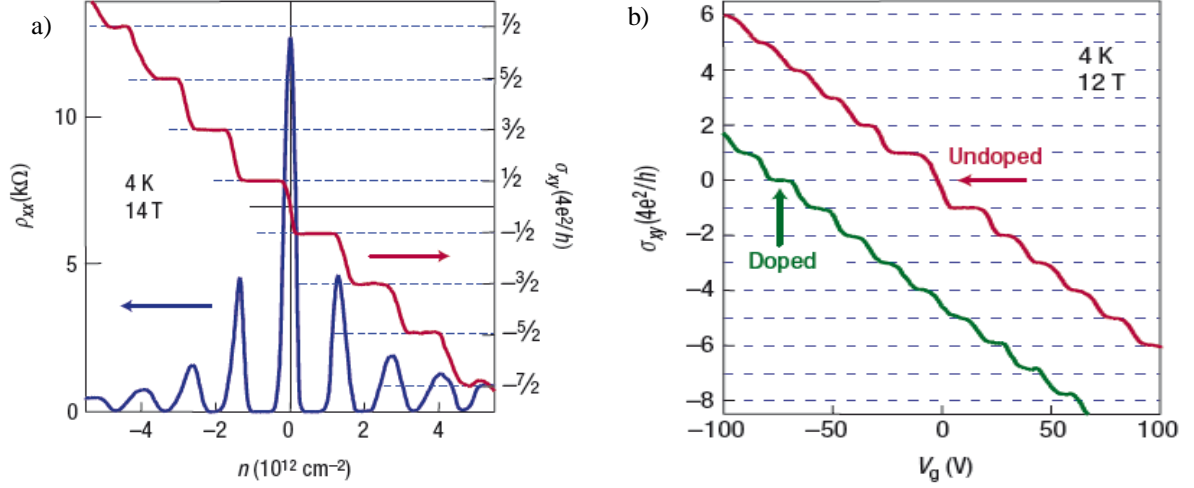 a)
ρxx(kΩ)
10
5
0
4 K
14 T
7/2
5/2
3/2
1/2
–1/2
–3/2
–5/2
–7/2
σxy(4e²/h)
–4
–2
0
2
4
n (10¹² cm⁻²)
b)
σxy(4e²/h)
6
4
2
0
–2
–4
–6
–8
4 K
12 T
Undoped
Doped
–100
–50
0
50
100
Vg (V)